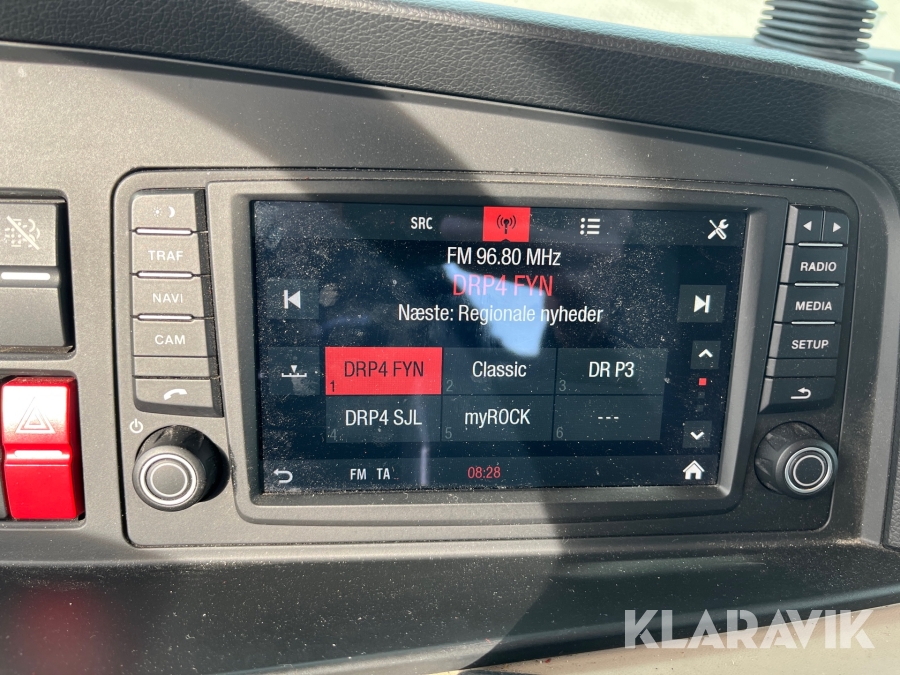 SRC
FM 96.80 MHz
DRP4 FYN
Næste: Regionale nyheder
1 DRP4 FYN
2 Classic
3 DR P3
4 DRP4 SJL
5 myROCK
6 ---
FM TA 08:28
TRAF
NAVI
CAM
RADIO
MEDIA
SETUP
KLARAVIK